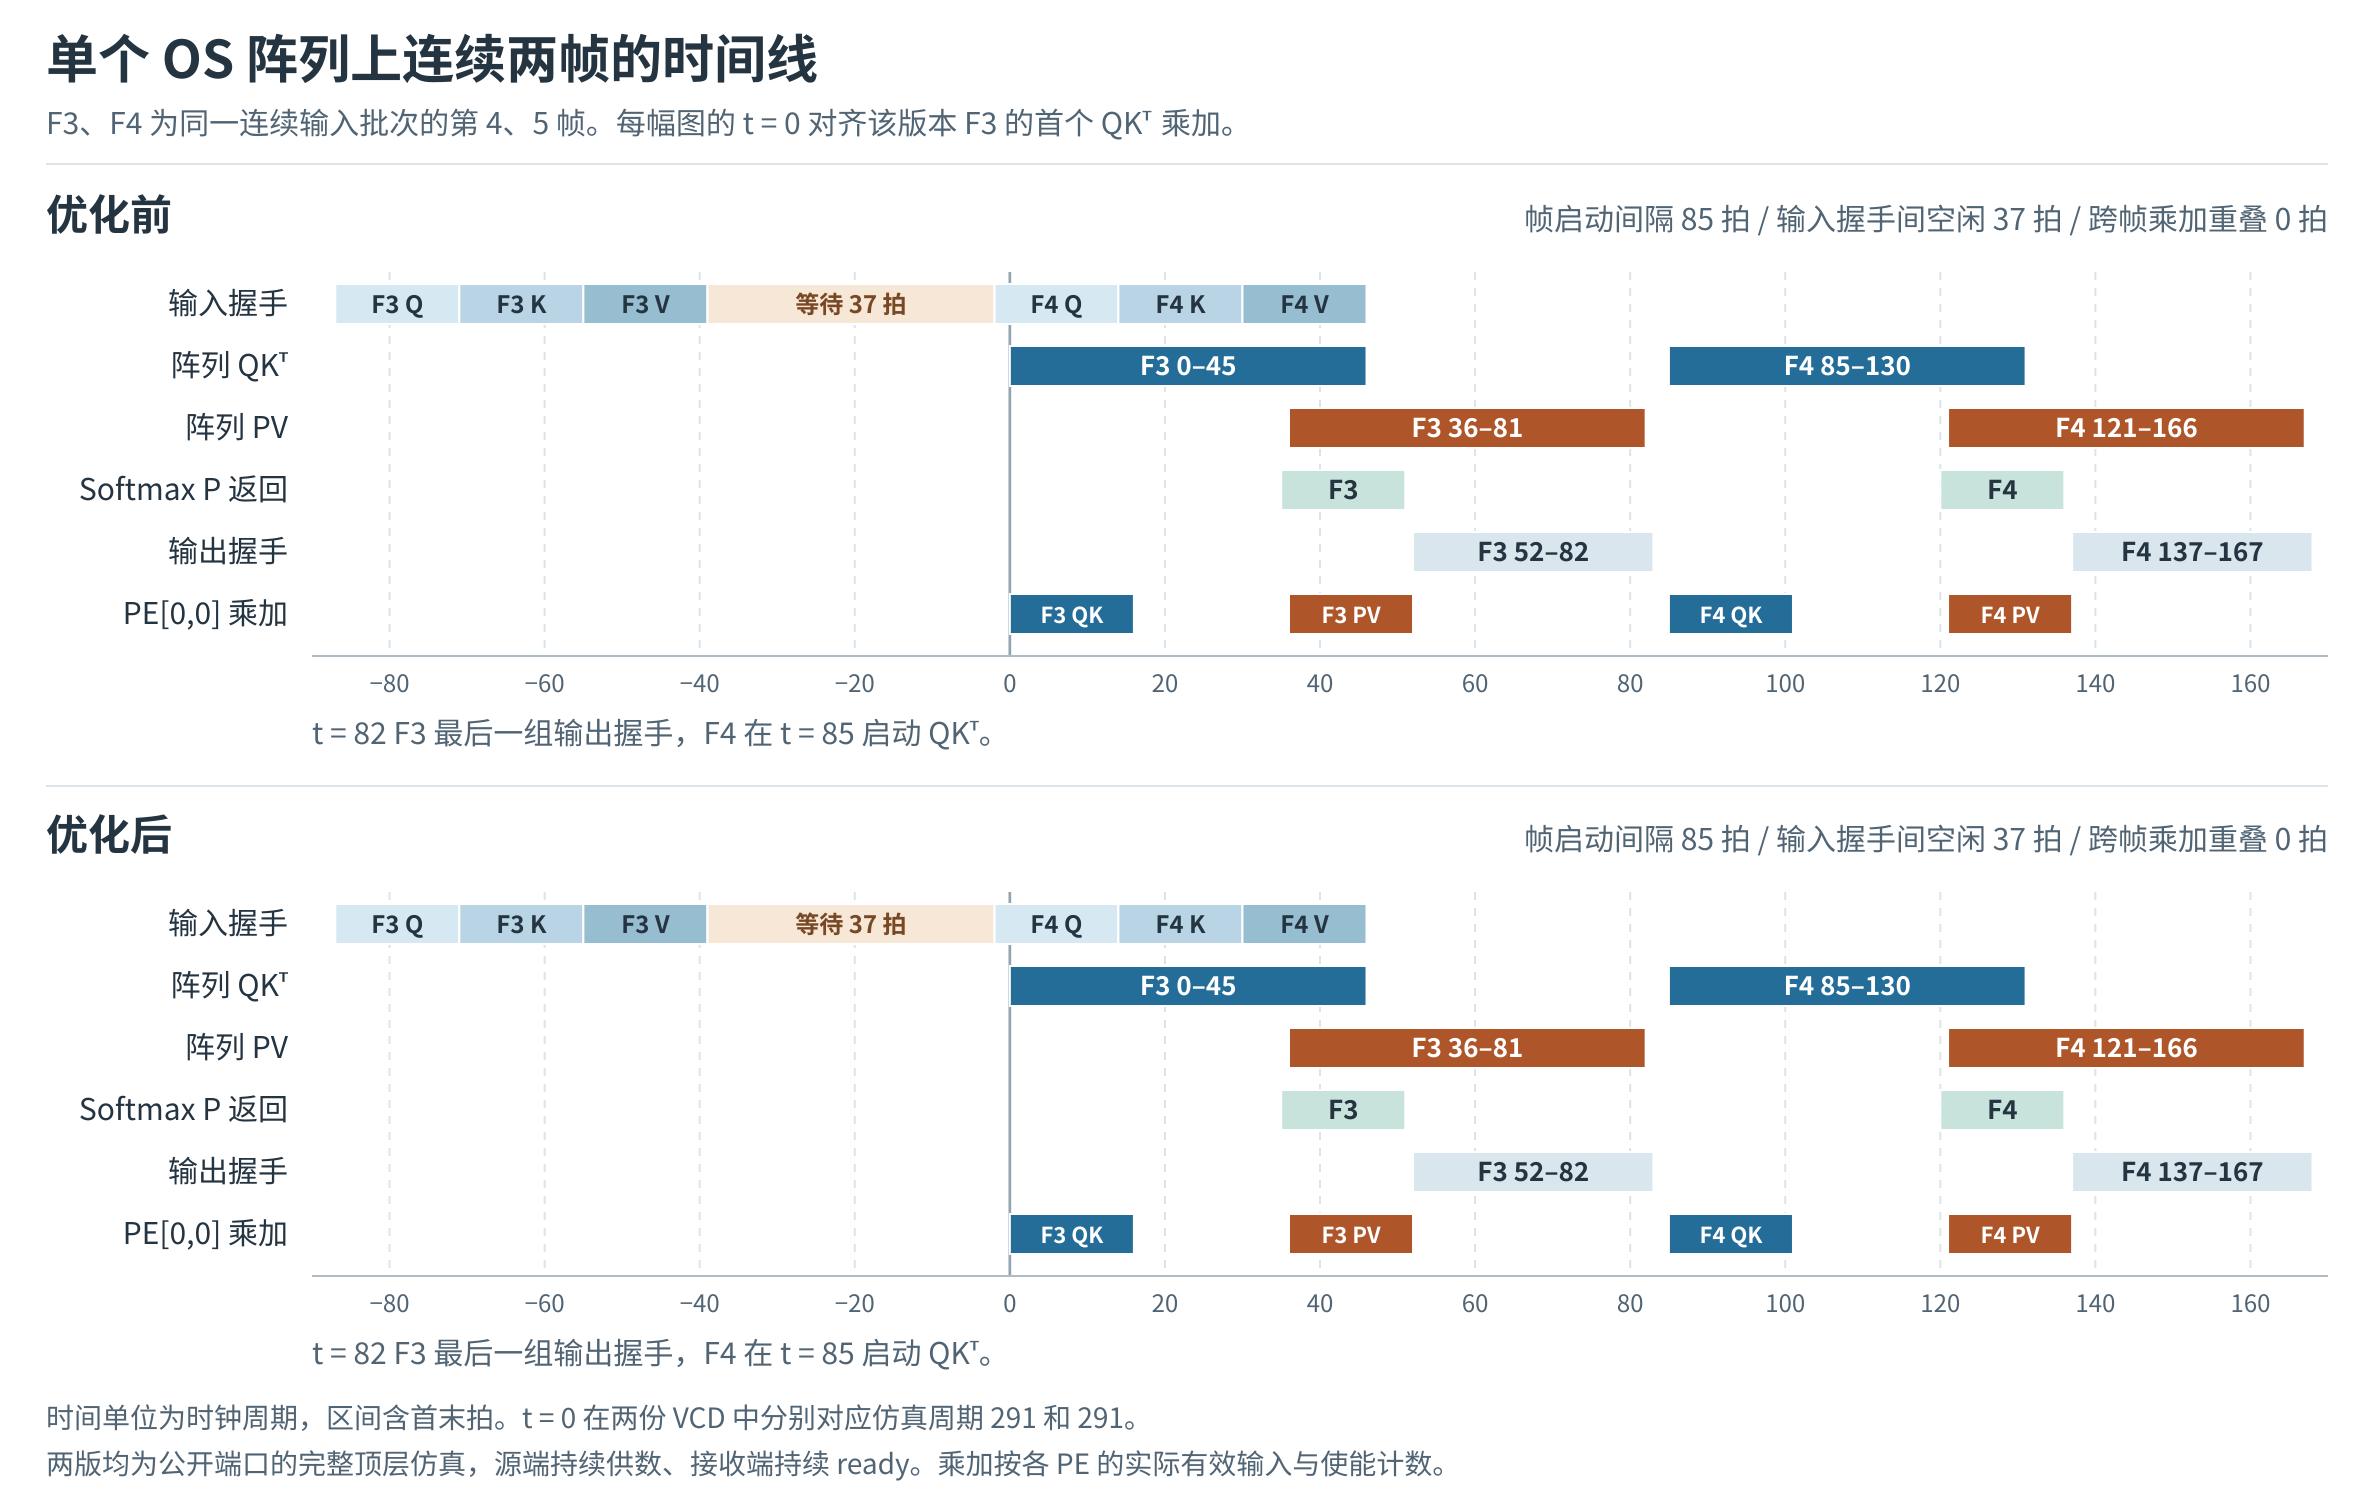 单个 OS 阵列上连续两帧的时间线
F3、F4 为同一连续输入批次的第 4、5 帧。每幅图的 t = 0 对齐该版本 F3 的首个 QKᵀ 乘加。
优化前
帧启动间隔 85 拍 / 输入握手间空闲 37 拍 / 跨帧乘加重叠 0 拍
输入握手 F3 Q F3 K F3 V 等待 37 拍 F4 Q F4 K F4 V
阵列 QKᵀ F3 0–45 F4 85–130
阵列 PV F3 36–81 F4 121–166
Softmax P 返回 F3 F4
输出握手 F3 52–82 F4 137–167
PE[0,0] 乘加 F3 QK F3 PV F4 QK F4 PV
−80 −60 −40 −20 0 20 40 60 80 100 120 140 160
t = 82 F3 最后一组输出握手，F4 在 t = 85 启动 QKᵀ。
优化后
帧启动间隔 85 拍 / 输入握手间空闲 37 拍 / 跨帧乘加重叠 0 拍
输入握手 F3 Q F3 K F3 V 等待 37 拍 F4 Q F4 K F4 V
阵列 QKᵀ F3 0–45 F4 85–130
阵列 PV F3 36–81 F4 121–166
Softmax P 返回 F3 F4
输出握手 F3 52–82 F4 137–167
PE[0,0] 乘加 F3 QK F3 PV F4 QK F4 PV
−80 −60 −40 −20 0 20 40 60 80 100 120 140 160
t = 82 F3 最后一组输出握手，F4 在 t = 85 启动 QKᵀ。
时间单位为时钟周期，区间含首末拍。t = 0 在两份 VCD 中分别对应仿真周期 291 和 291。
两版均为公开端口的完整顶层仿真，源端持续供数、接收端持续 ready。乘加按各 PE 的实际有效输入与使能计数。